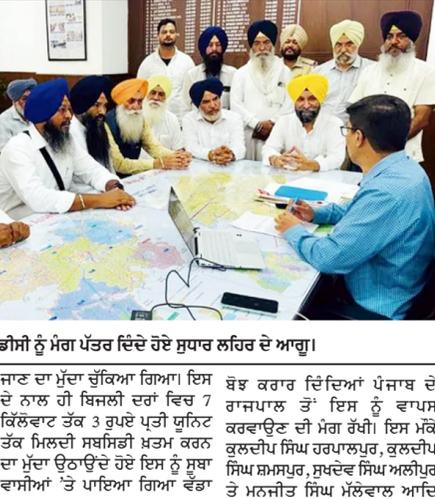 ਡੀਸੀ ਨੂੰ ਮੰਗ ਪੱਤਰ ਦਿੰਦੇ ਹੋਏ ਸੁਧਾਰ ਲਹਿਰ ਦੇ ਆਗੂ।
ਜਾਣ ਦਾ ਮੁੱਦਾ ਚੁੱਕਿਆ ਗਿਆ। ਇਸ
ਦੇ ਨਾਲ ਹੀ ਬਿਜਲੀ ਦਰਾਂ ਵਿਚ 7
ਕਿੱਲੋਵਾਟ ਤੱਕ 3 ਰੁਪਏ ਪ੍ਰਤੀ ਯੂਨਿਟ
ਤੱਕ ਮਿਲਦੀ ਸਬਸਿਡੀ ਖ਼ਤਮ ਕਰਨ
ਦਾ ਮੁੱਦਾ ਉਠਾਉਂਦੇ ਹੋਏ ਇਸ ਨੂੰ ਸੂਬਾ
ਵਾਸੀਆਂ ’ਤੇ ਪਾਇਆ ਗਿਆ ਵੱਡਾ
ਬੋਝ ਕਰਾਰ ਦਿੰਦਿਆਂ ਪੰਜਾਬ ਦੇ
ਰਾਜਪਾਲ ਤੋਂ ਇਸ ਨੂੰ ਵਾਪਸ
ਕਰਵਾਉਣ ਦੀ ਮੰਗ ਰੱਖੀ। ਇਸ ਮੌਕੇ
ਕੁਲਦੀਪ ਸਿੰਘ ਹਰਪਾਲਪੁਰ, ਕੁਲਦੀਪ
ਸਿੰਘ ਸ਼ਮਸਪੁਰ, ਸੁਖਦੇਵ ਸਿੰਘ ਅਲੀਪੁਰ
ਤੇ ਮਨਜੀਤ ਸਿੰਘ ਮੱਲੇਵਾਲ ਆਦਿ